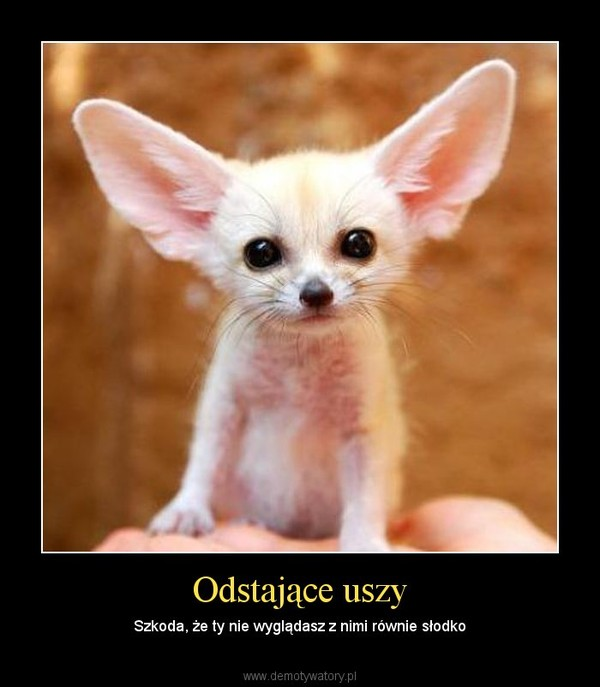 Odstające uszy
Szkoda, że ty nie wyglądasz z nimi równie słodko
www.demotywatory.pl